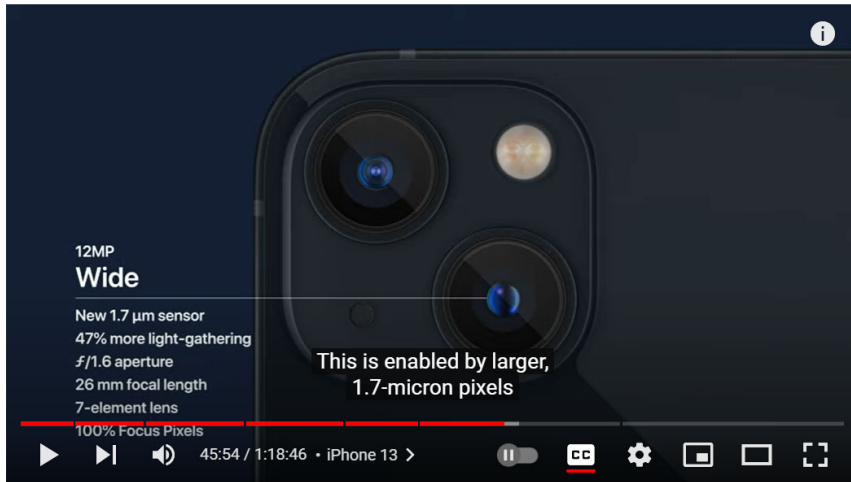 12MP
Wide
New 1.7 µm sensor
47% more light-gathering
ƒ/1.6 aperture
26 mm focal length
7-element lens
100% Focus Pixels
This is enabled by larger,
1.7-micron pixels
45:54 / 1:18:46 • iPhone 13 >
CC